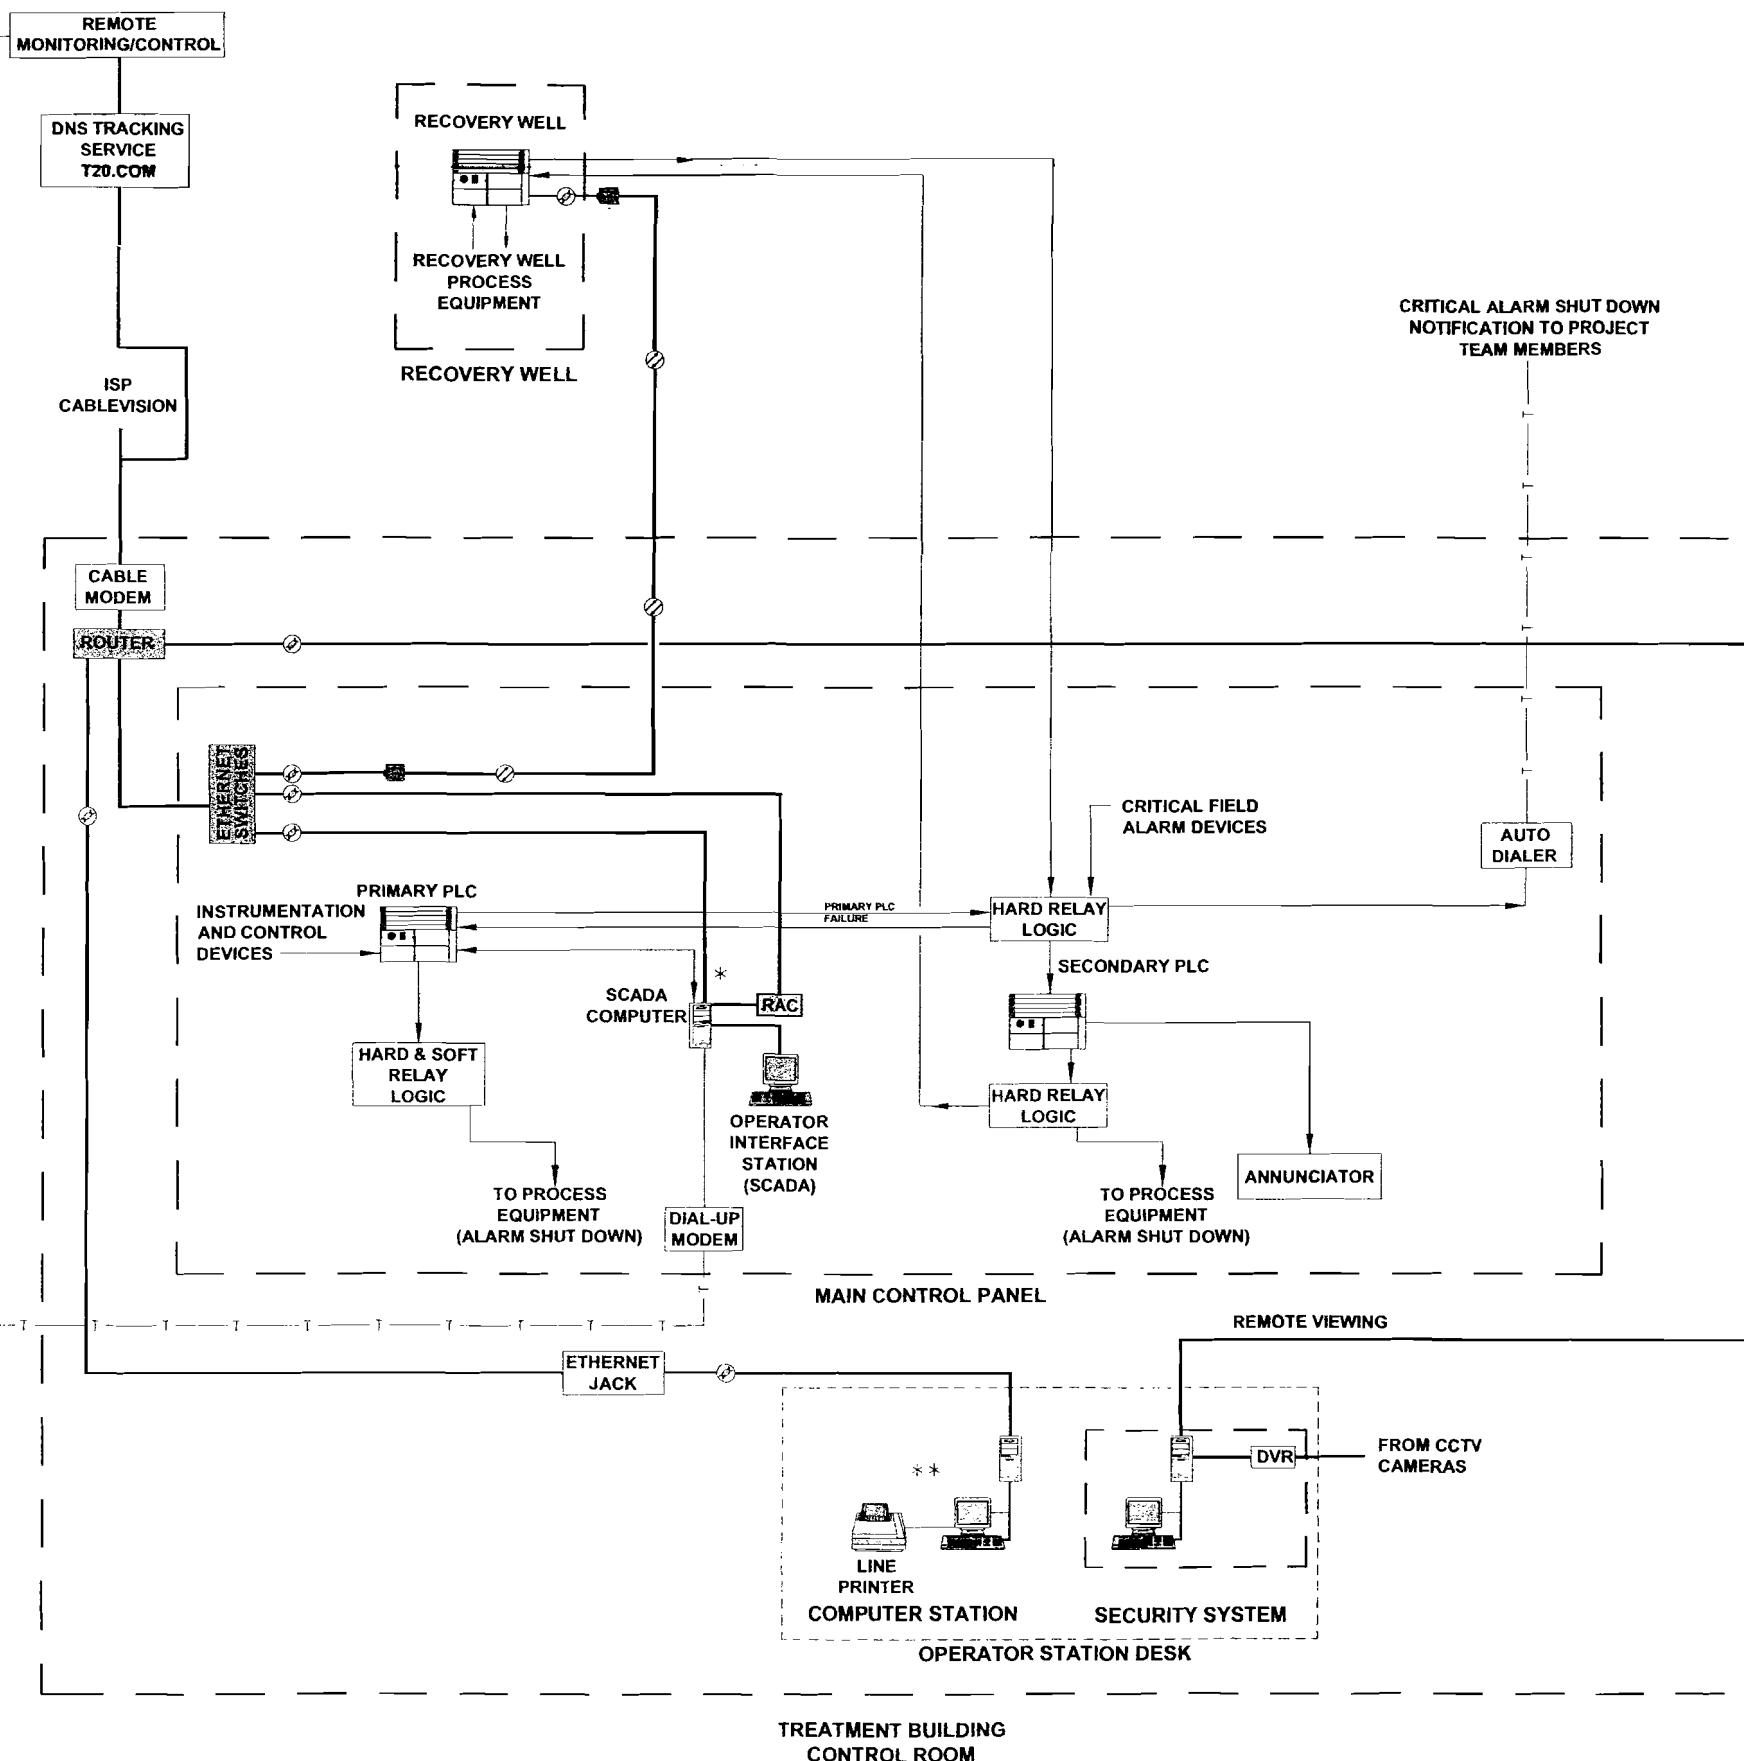 REMOTE
MONITORING/CONTROL
DNS TRACKING
SERVICE
T20.COM
RECOVERY WELL
RECOVERY WELL
PROCESS
EQUIPMENT
RECOVERY WELL
ISP
CABLEVISION
CRITICAL ALARM SHUT DOWN
NOTIFICATION TO PROJECT
TEAM MEMBERS
CABLE
MODEM
ROUTER
ETHERNET
SWITCHES
CRITICAL FIELD
ALARM DEVICES
AUTO
DIALER
PRIMARY PLC
INSTRUMENTATION
AND CONTROL
DEVICES
PRIMARY PLC
FAILURE
HARD RELAY
LOGIC
SECONDARY PLC
*
SCADA
COMPUTER
RAC
HARD & SOFT
RELAY
LOGIC
HARD RELAY
LOGIC
OPERATOR
INTERFACE
STATION
(SCADA)
ANNUNCIATOR
TO PROCESS
EQUIPMENT
(ALARM SHUT DOWN)
DIAL-UP
MODEM
TO PROCESS
EQUIPMENT
(ALARM SHUT DOWN)
T
T
T
T
T
T
T
MAIN CONTROL PANEL
T T T T T T T T T T
REMOTE VIEWING
ETHERNET
JACK
**
DVR
FROM CCTV
CAMERAS
LINE
PRINTER
COMPUTER STATION
SECURITY SYSTEM
OPERATOR STATION DESK
TREATMENT BUILDING
CONTROL ROOM